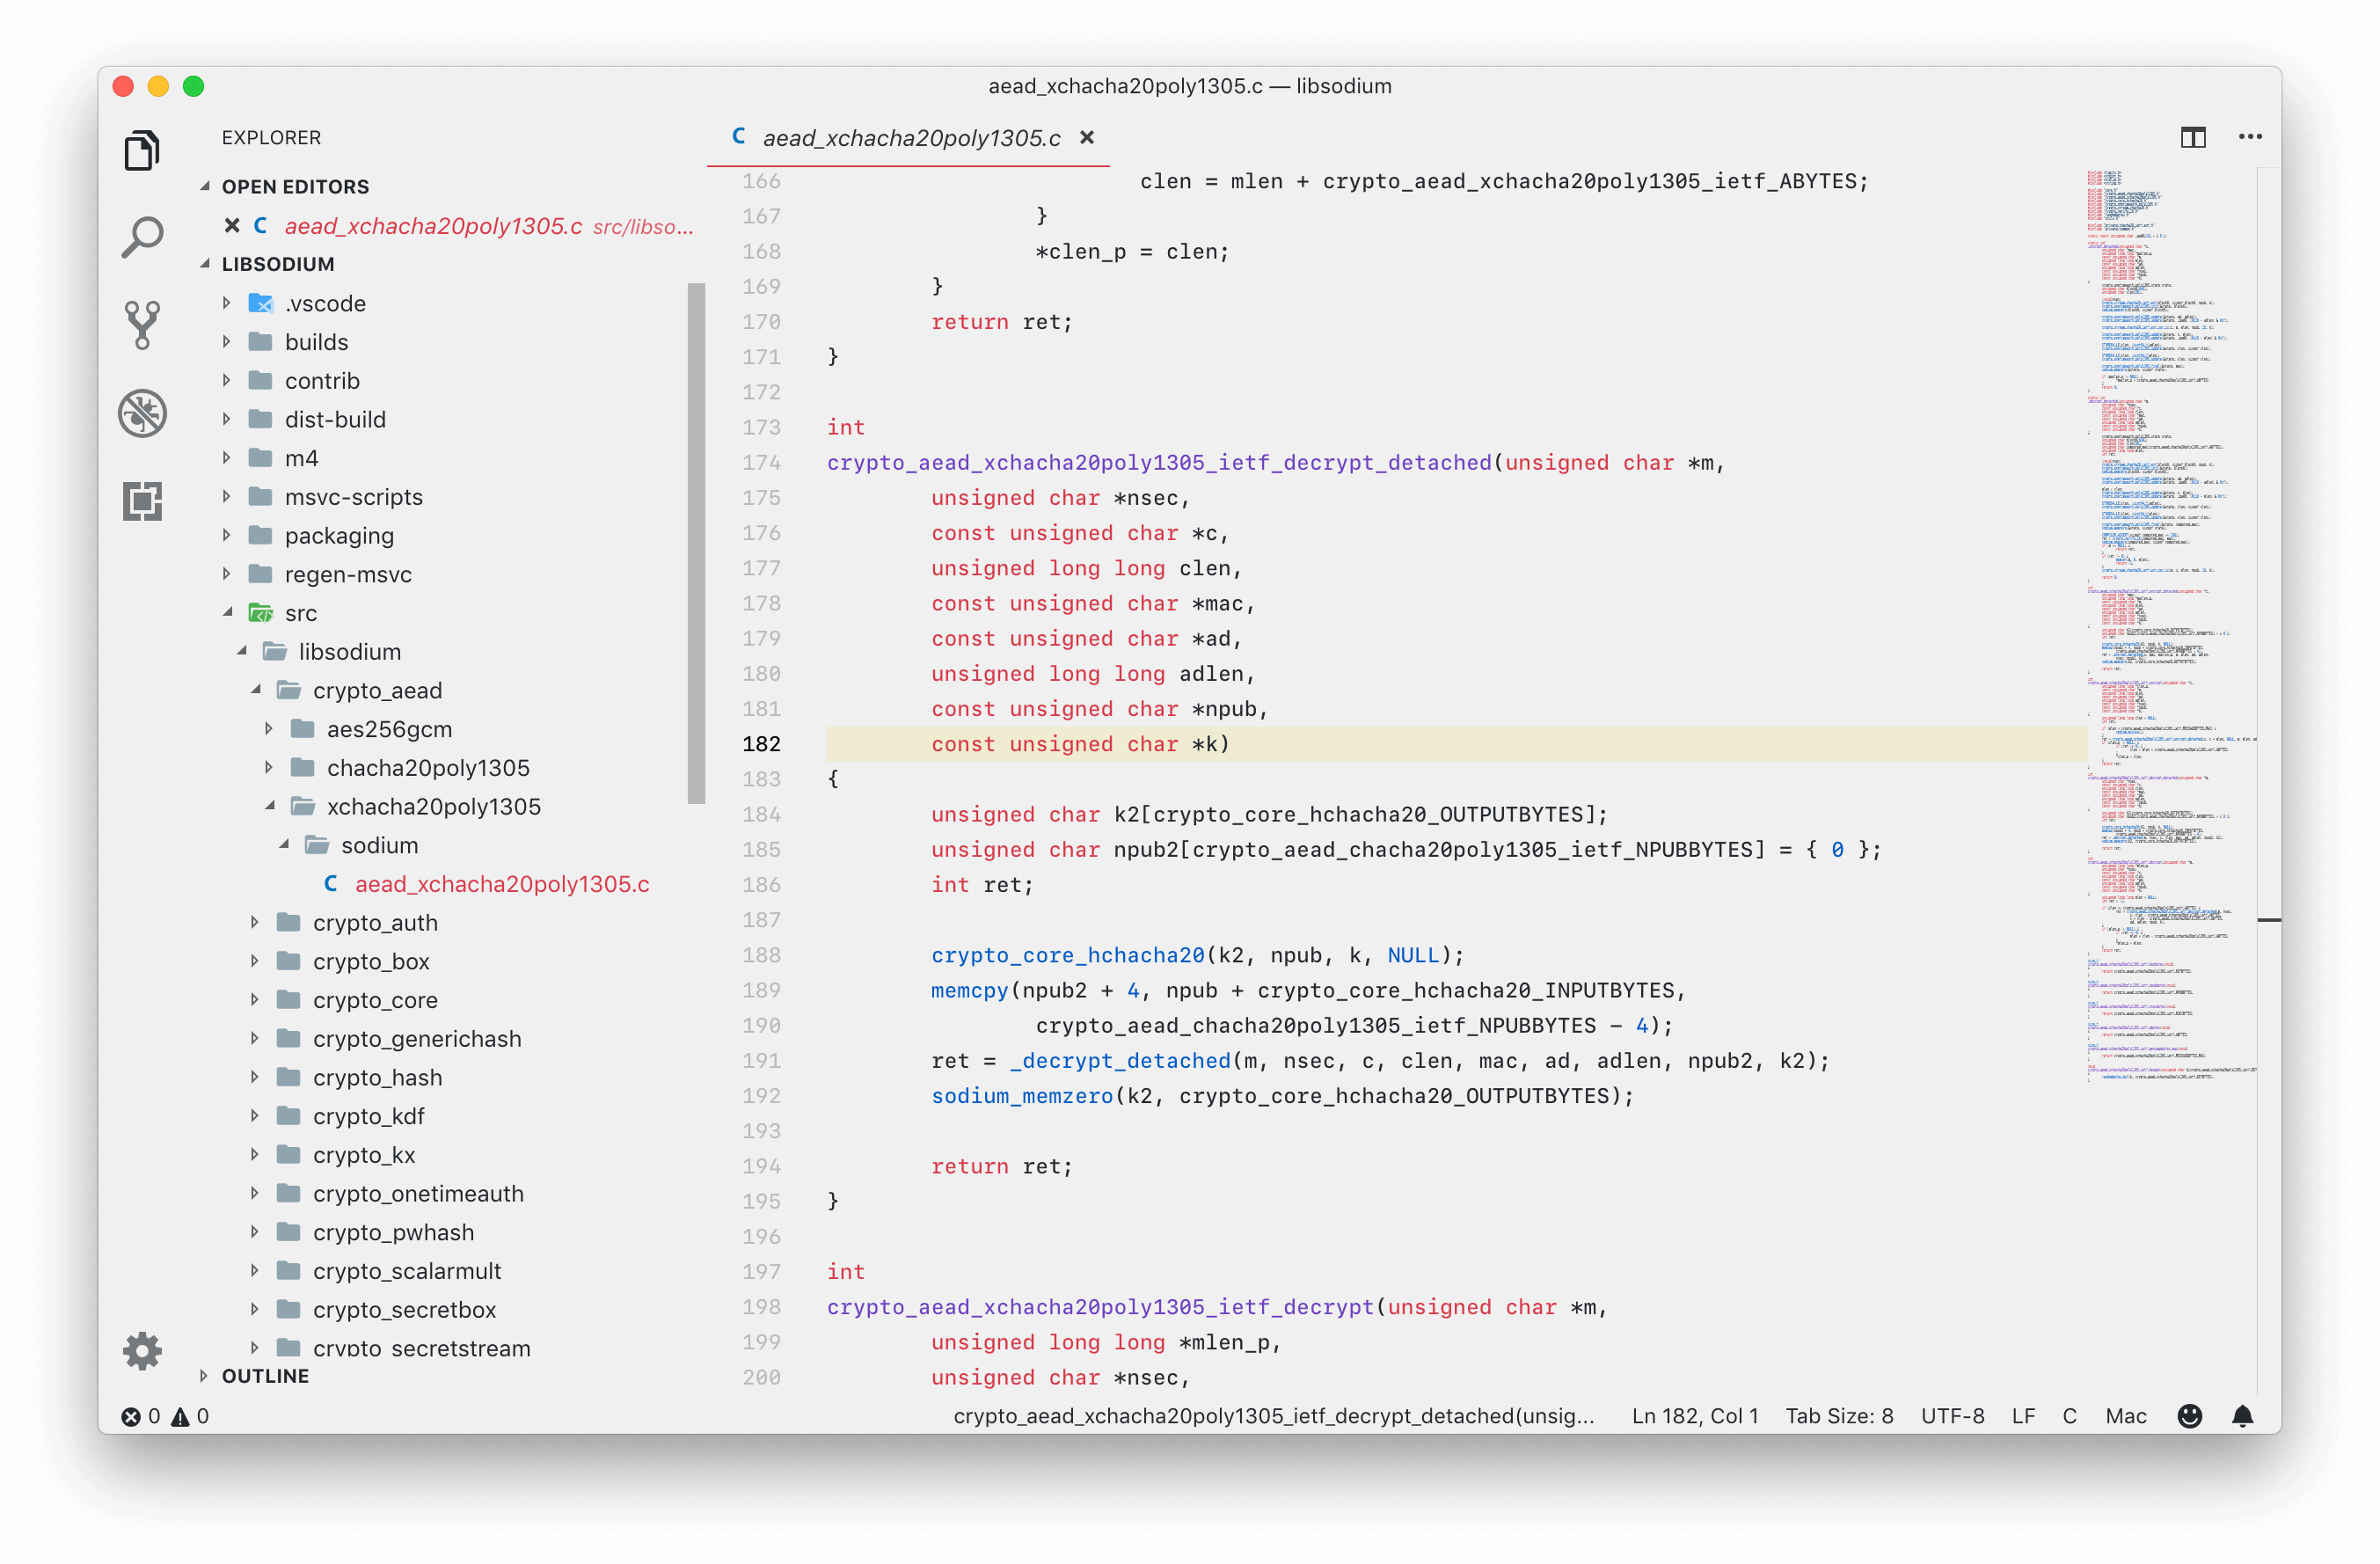 aead_xchacha20poly1305.c — libsodium
EXPLORER
OPEN EDITORS
aead_xchacha20poly1305.c src/libso...
LIBSODIUM
.vscode
builds
contrib
dist-build
m4
msvc-scripts
packaging
regen-msvc
src
libsodium
crypto_aead
aes256gcm
chacha20poly1305
xchacha20poly1305
sodium
C aead_xchacha20poly1305.c
crypto_auth
crypto_box
crypto_core
crypto_generichash
crypto_hash
crypto_kdf
crypto_kx
crypto_onetimeauth
crypto_pwhash
crypto_scalarmult
crypto_secretbox
crypto_secretstream
OUTLINE
C aead_xchacha20poly1305.c
166 clen = mlen + crypto_aead_xchacha20poly1305_ietf_ABYTES;
167 }
168 *clen_p = clen;
169 }
170 return ret;
171 }
172
173 int
174 crypto_aead_xchacha20poly1305_ietf_decrypt_detached(unsigned char *m,
175 unsigned char *nsec,
176 const unsigned char *c,
177 unsigned long long clen,
178 const unsigned char *mac,
179 const unsigned char *ad,
180 unsigned long long adlen,
181 const unsigned char *npub,
182 const unsigned char *k)
183 {
184 unsigned char k2[crypto_core_hchacha20_OUTPUTBYTES];
185 unsigned char npub2[crypto_aead_chacha20poly1305_ietf_NPUBBYTES] = { 0 };
186 int ret;
187
188 crypto_core_hchacha20(k2, npub, k, NULL);
189 memcpy(npub2 + 4, npub + crypto_core_hchacha20_INPUTBYTES,
190 crypto_aead_chacha20poly1305_ietf_NPUBBYTES - 4);
191 ret = _decrypt_detached(m, nsec, c, clen, mac, ad, adlen, npub2, k2);
192 sodium_memzero(k2, crypto_core_hchacha20_OUTPUTBYTES);
193
194 return ret;
195 }
196
197 int
198 crypto_aead_xchacha20poly1305_ietf_decrypt(unsigned char *m,
199 unsigned long long *mlen_p,
200 unsigned char *nsec,
0 0 crypto_aead_xchacha20poly1305_ietf_decrypt_detached(unsig... Ln 182, Col 1 Tab Size: 8 UTF-8 LF C Mac